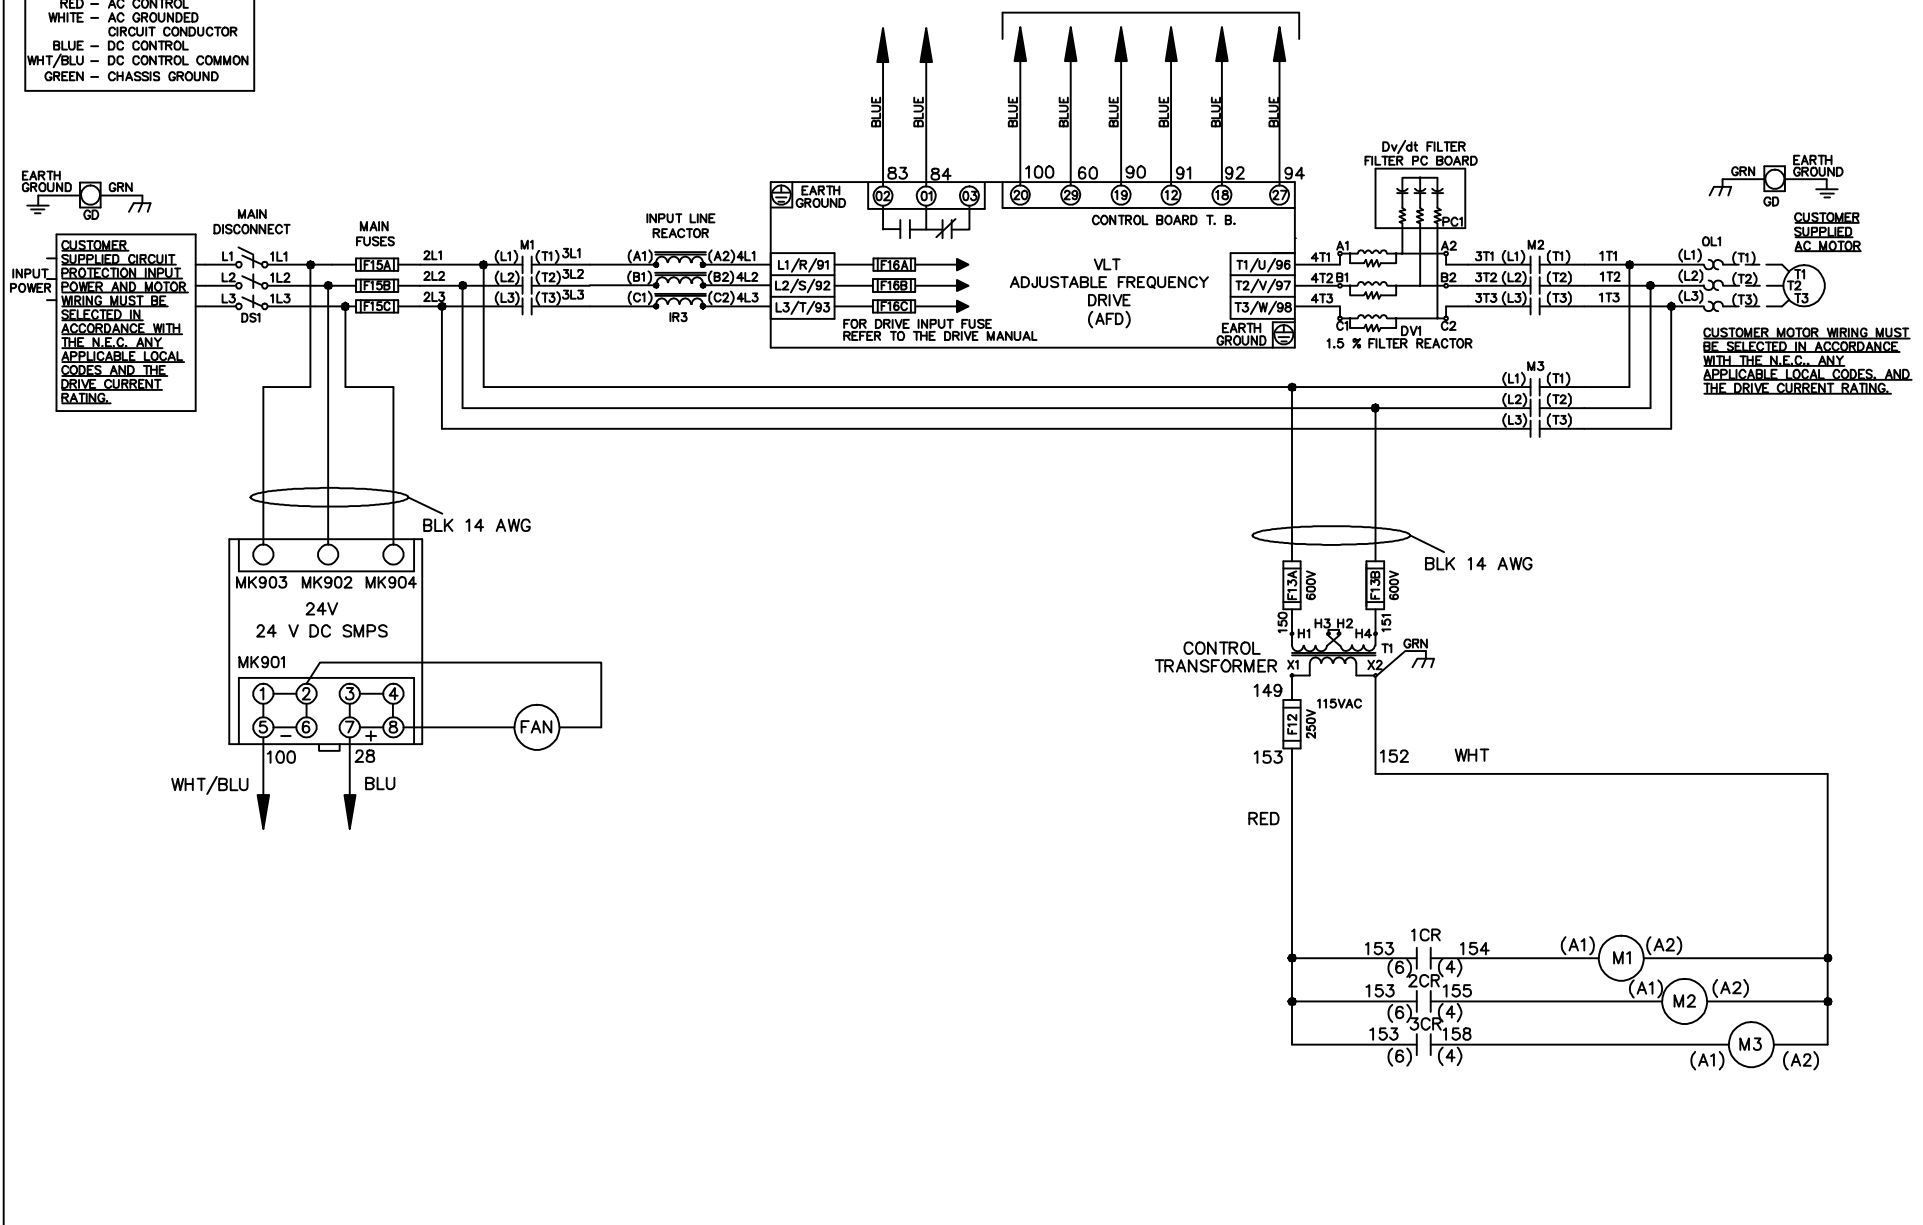 RED – AC CONTROL
WHITE – AC GROUNDED
CIRCUIT CONDUCTOR
BLUE – DC CONTROL
WHT/BLU – DC CONTROL COMMON
GREEN – CHASSIS GROUND
BLUE BLUE BLUE BLUE BLUE BLUE BLUE BLUE
83 84 100 60 90 91 92 94
02 01 03 20 29 19 12 18 27
EARTH
GROUND
CONTROL BOARD T. B.
Dv/dt FILTER
FILTER PC BOARD
PC1
EARTH
GROUND
GRN
GD
GRN
EARTH
GROUND
GD
CUSTOMER
SUPPLIED
AC MOTOR
INPUT
POWER
CUSTOMER
SUPPLIED CIRCUIT
PROTECTION INPUT
POWER AND MOTOR
WIRING MUST BE
SELECTED IN
ACCORDANCE WITH
THE N.E.C. ANY
APPLICABLE LOCAL
CODES AND THE
DRIVE CURRENT
RATING.
MAIN
DISCONNECT
MAIN
FUSES
INPUT LINE
REACTOR
M1
L1 1L1 F15A 2L1 (L1) (T1) 3L1 (A1) (A2) 4L1 L1/R/91 F16A
L2 1L2 F15B 2L2 (L2) (T2) 3L2 (B1) (B2) 4L2 L2/S/92 F16B
L3 1L3 F15C 2L3 (L3) (T3) 3L3 (C1) (C2) 4L3 L3/T/93 F16C
DS1
IR3
VLT
ADJUSTABLE FREQUENCY
DRIVE
(AFD)
FOR DRIVE INPUT FUSE
REFER TO THE DRIVE MANUAL
EARTH
GROUND
M2 OL1
T1/U/96 4T1 A1 A2 3T1 (L1) (T1) 1T1 (L1) (T1) T1
T2/V/97 4T2 B1 B2 3T2 (L2) (T2) 1T2 (L2) (T2) T2
T3/W/98 4T3 C1 C2 3T3 (L3) (T3) 1T3 (L3) (T3) T3
DV1
1.5 % FILTER REACTOR
CUSTOMER MOTOR WIRING MUST
BE SELECTED IN ACCORDANCE
WITH THE N.E.C., ANY
APPLICABLE LOCAL CODES, AND
THE DRIVE CURRENT RATING.
M3
(L1) (T1)
(L2) (T2)
(L3) (T3)
BLK 14 AWG
MK903 MK902 MK904
24V
24 V DC SMPS
MK901
1 2 3 4
5 – 6 7 + 8
FAN
100 28
WHT/BLU BLU
BLK 14 AWG
F13A 600V F13B 600V
150 151
H1 H3 H2 H4
T1 GRN
CONTROL
TRANSFORMER
X1 X2
149
115VAC
F12 250V
153 152 WHT
RED
1CR
153 154 (A1) M1 (A2)
(6) (4)
2CR
153 155 (A1) M2 (A2)
(6) (4)
3CR
153 158 M3
(6) (4) (A1) (A2)